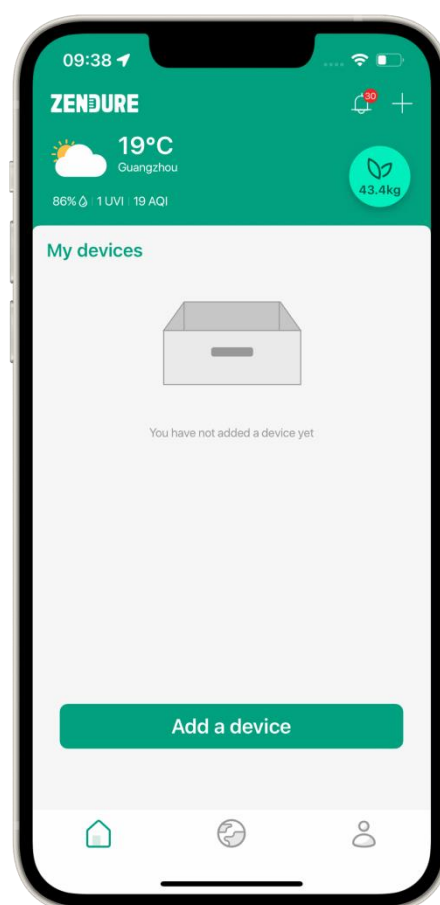 09:38
ZENDURE
30
19°C
Guangzhou
43.4kg
86% 1 UVI 19 AQI
My devices
You have not added a device yet
Add a device